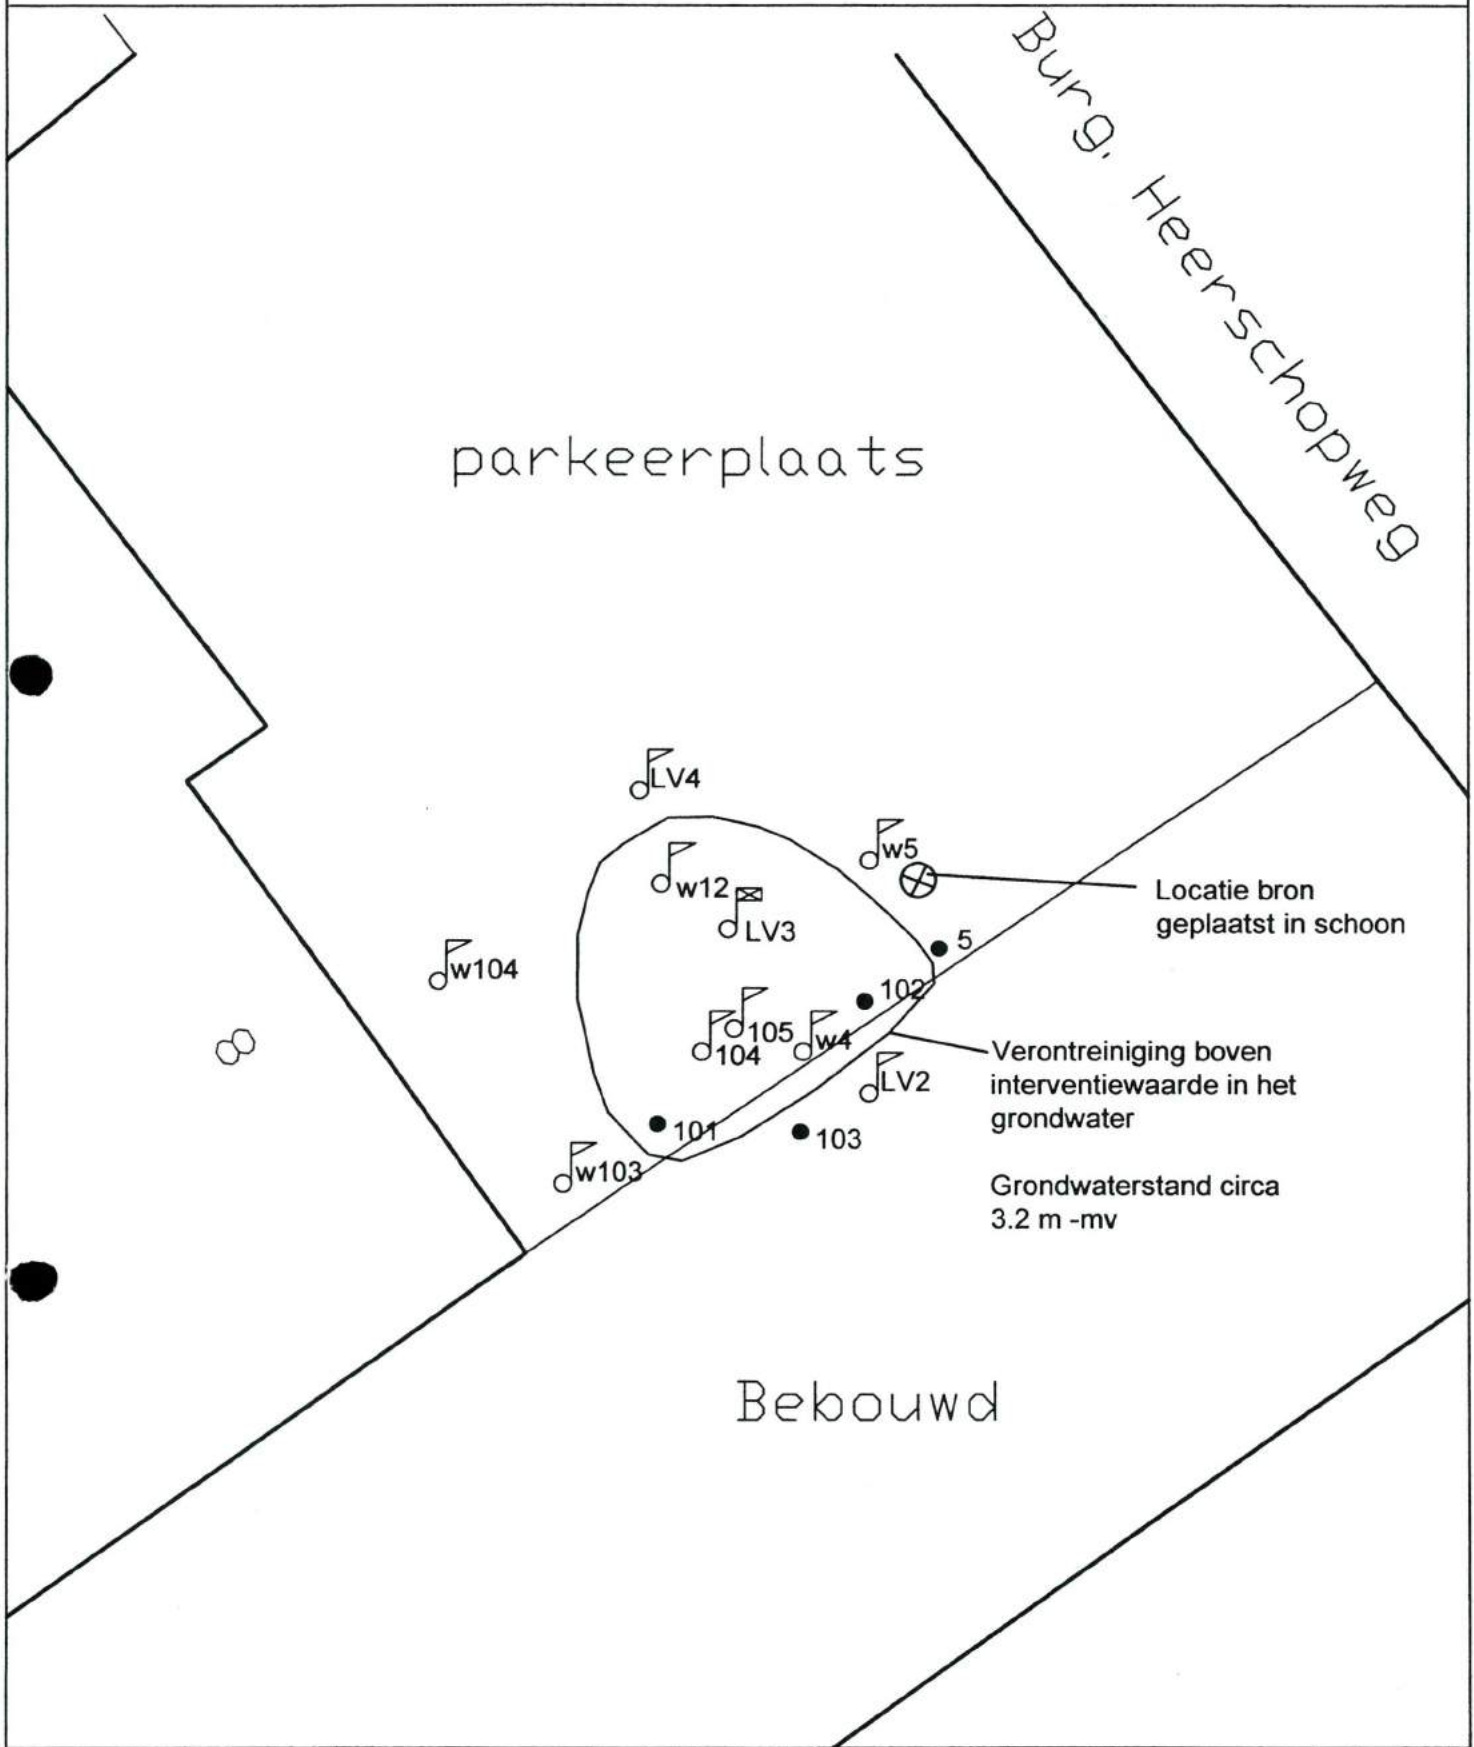 Burg. Heerschopweg
parkeerplaats
LV4
w5
w12
LV3
Locatie bron
geplaatst in schoon
5
w104
102
105
104
w4
Verontreiniging boven
interventiewaarde in het
grondwater
LV2
101
103
w103
Grondwaterstand circa
3.2 m -mv
8
Bebouwd